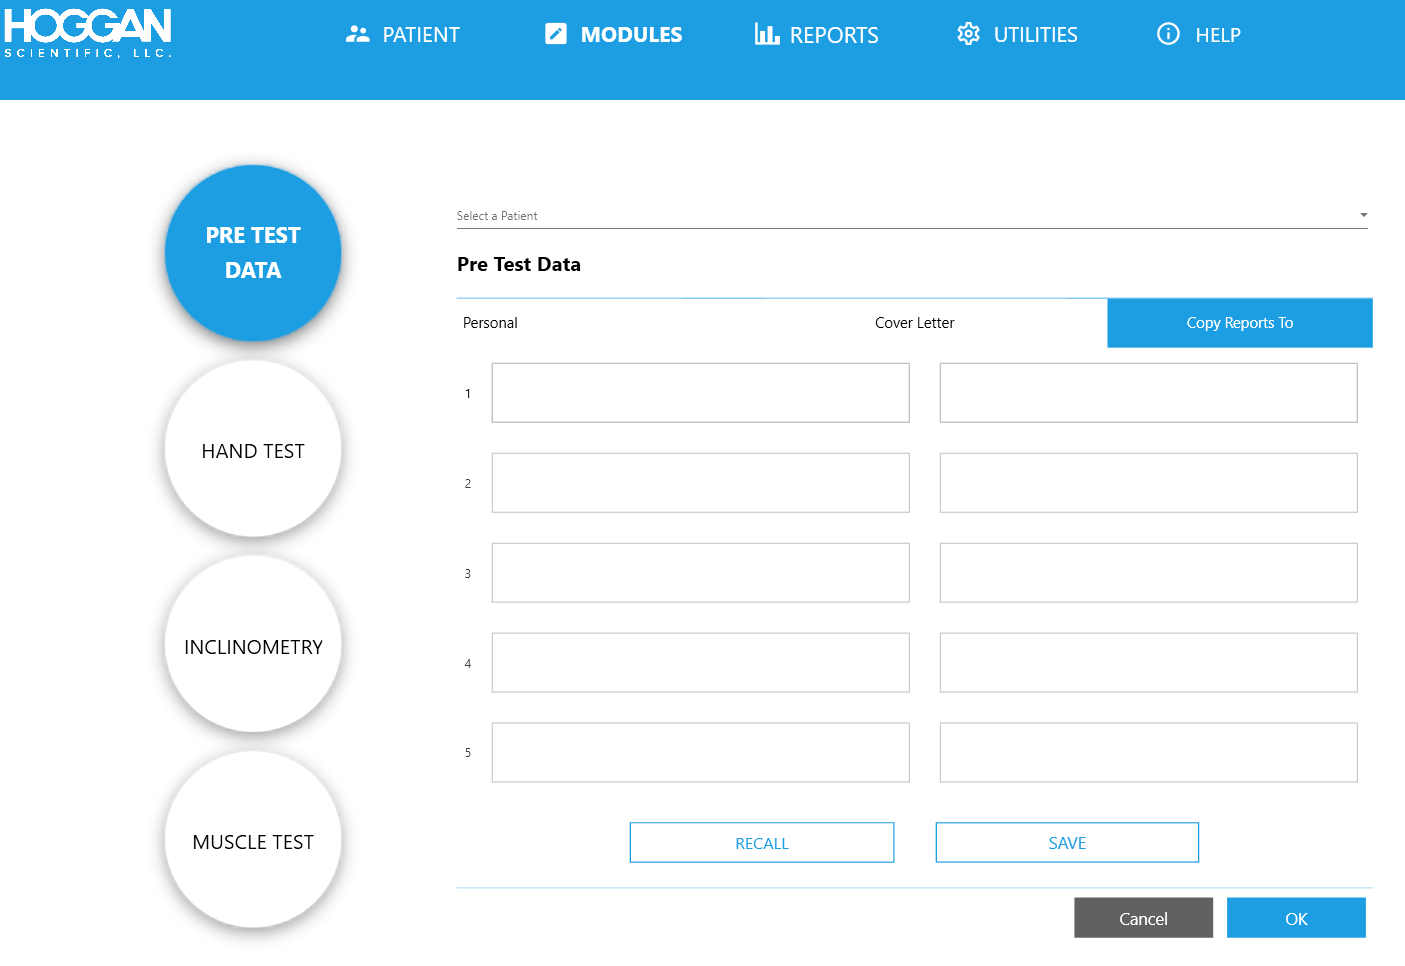 HOGGAN
SCIENTIFIC, LLC.
PATIENT
MODULES
REPORTS
UTILITIES
HELP
PRE TEST
DATA
HAND TEST
INCLINOMETRY
MUSCLE TEST
Select a Patient
Pre Test Data
Personal
Cover Letter
Copy Reports To
1
2
3
4
5
RECALL
SAVE
Cancel
OK